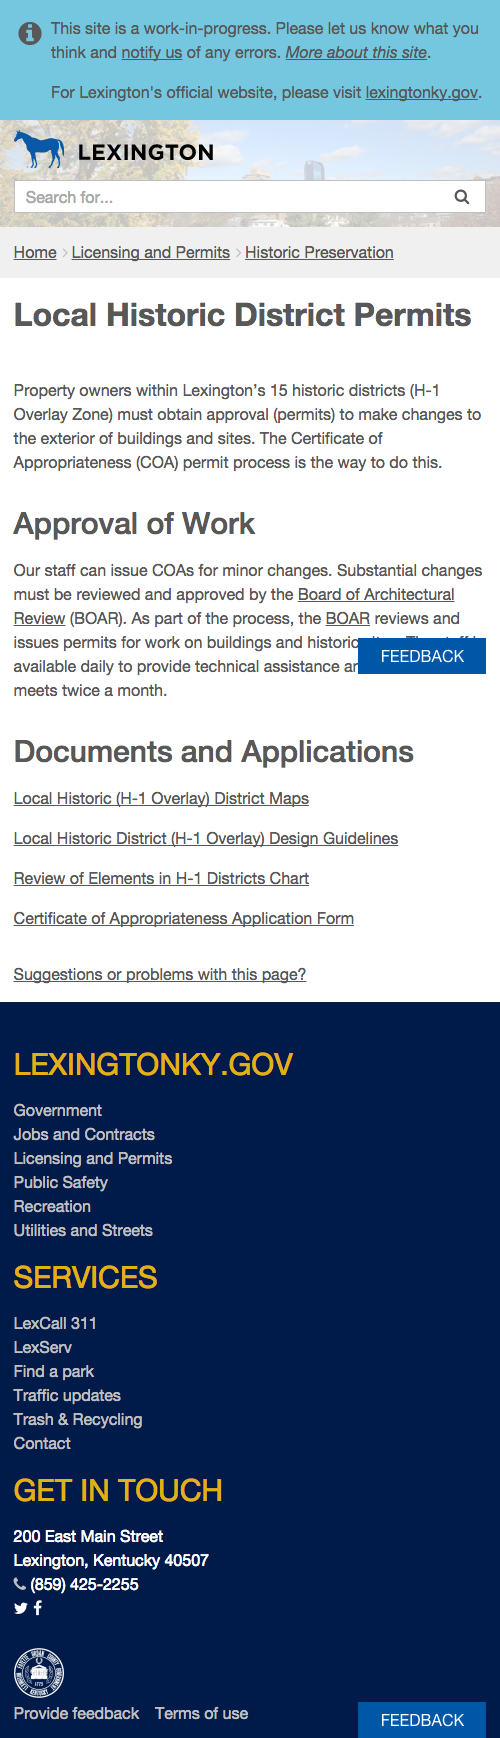 This site is a work-in-progress. Please let us know what you
think and notify us of any errors. More about this site.
For Lexington's official website, please visit lexingtonky.gov.
LEXINGTON
Search for...
Home > Licensing and Permits > Historic Preservation
Local Historic District Permits
Property owners within Lexington’s 15 historic districts (H-1
Overlay Zone) must obtain approval (permits) to make changes to
the exterior of buildings and sites. The Certificate of
Appropriateness (COA) permit process is the way to do this.
Approval of Work
Our staff can issue COAs for minor changes. Substantial changes
must be reviewed and approved by the Board of Architectural
Review (BOAR). As part of the process, the BOAR reviews and
issues permits for work on buildings and historic
available daily to provide technical assistance
FEEDBACK
meets twice a month.
Documents and Applications
Local Historic (H-1 Overlay) District Maps
Local Historic District (H-1 Overlay) Design Guidelines
Review of Elements in H-1 Districts Chart
Certificate of Appropriateness Application Form
Suggestions or problems with this page?
LEXINGTONKY.GOV
Government
Jobs and Contracts
Licensing and Permits
Public Safety
Recreation
Utilities and Streets
SERVICES
LexCall 311
LexServ
Find a park
Traffic updates
Trash & Recycling
Contact
GET IN TOUCH
200 East Main Street
Lexington, Kentucky 40507
(859) 425-2255
Provide feedback Terms of use
FEEDBACK